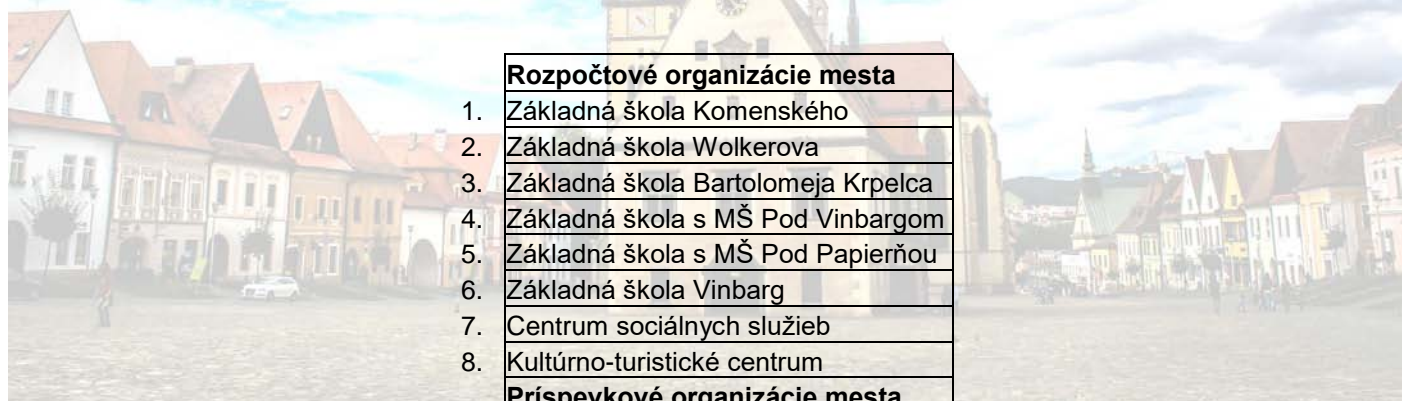 Rozpočtové organizácie mesta
1. Základná škola Komenského
2. Základná škola Wolkerova
3. Základná škola Bartolomeja Krpelca
4. Základná škola s MŠ Pod Vinbargom
5. Základná škola s MŠ Pod Papierňou
6. Základná škola Vinbarg
7. Centrum sociálnych služieb
8. Kultúrno-turistické centrum
Príspevkové organizácie mesta